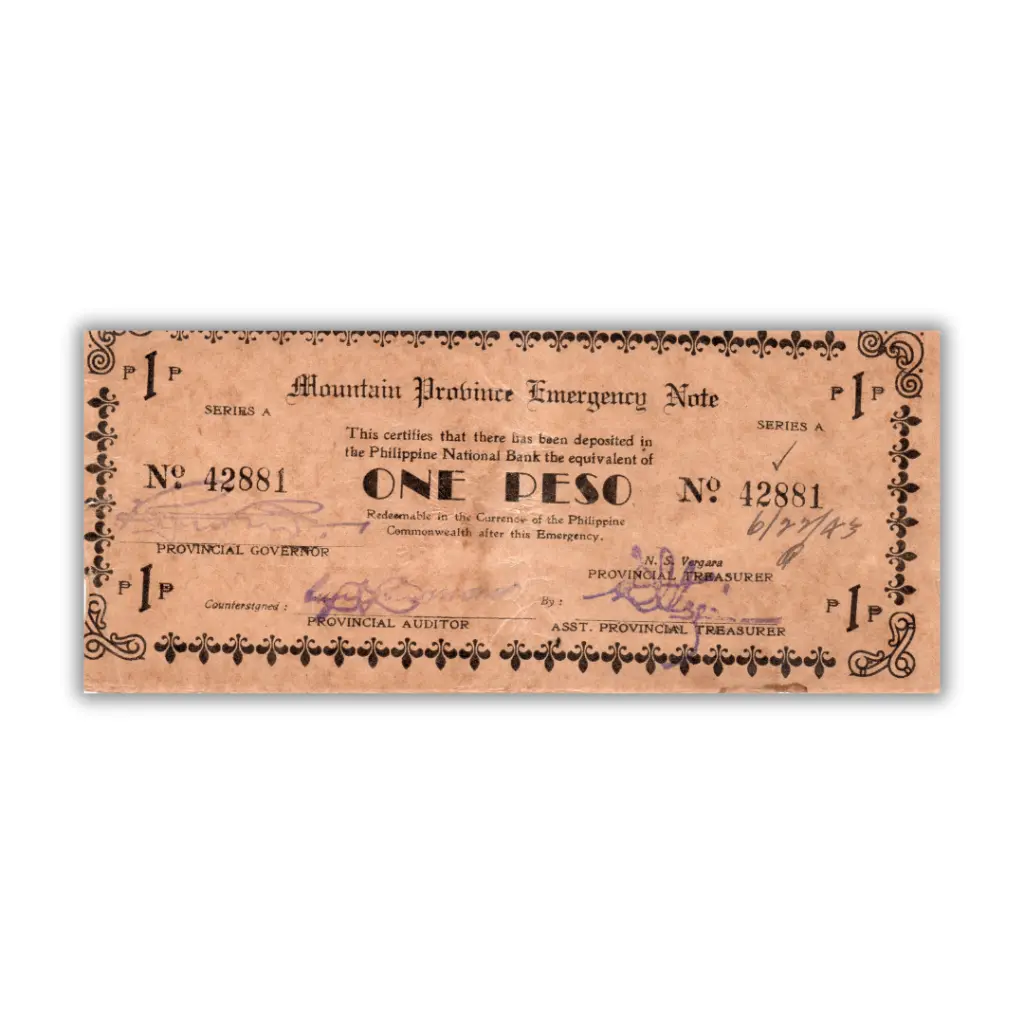 P 1 P
P 1 P
Mountain Province Emergency Note
SERIES A
SERIES A
This certifies that there has been deposited in
the Philippine National Bank the equivalent of
Nº 42881
ONE PESO
Nº 42881
Redeemable in the Currency of the Philippine
Commonwealth after this Emergency.
6/22/43
PROVINCIAL GOVERNOR
N. S. Vergara
PROVINCIAL TREASURER
P 1 P
P 1 P
Countersigned :
By :
PROVINCIAL AUDITOR
ASST. PROVINCIAL TREASURER